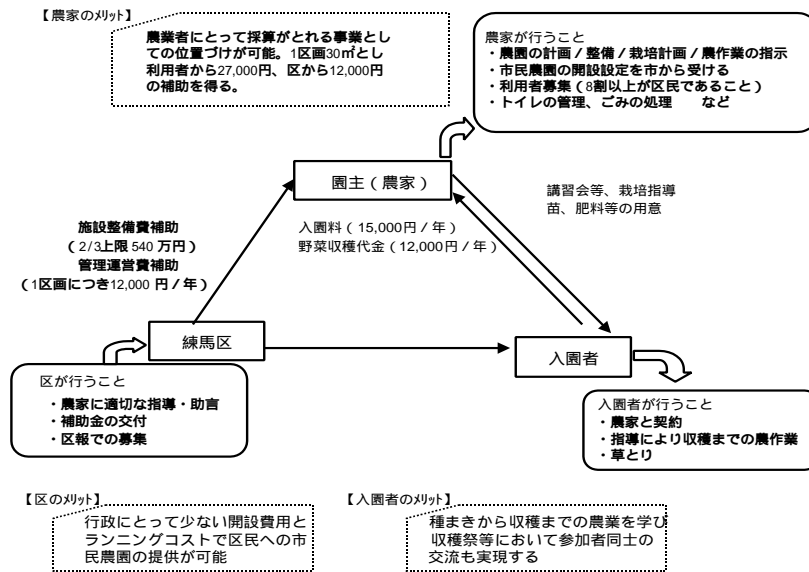 【農家のメリット】
農業者にとって採算がとれる事業とし
ての位置づけが可能。1区画30㎡とし
利用者から27,000円、区から12,000円
の補助を得る。
農家が行うこと
・農園の計画/整備/栽培計画/農作業の指示
・市民農園の開設設定を市から受ける
・利用者募集(8割以上が区民であること)
・トイレの管理、ごみの処理 など
園主(農家)
講習会等、栽培指導
苗、肥料等の用意
施設整備費補助
(2/3上限540万円)
管理運営費補助
(1区画につき12,000円/年)
入園料(15,000円/年)
野菜収穫代金(12,000円/年)
練馬区
入園者
区が行うこと
・農家に適切な指導・助言
・補助金の交付
・区報での募集
入園者が行うこと
・農家と契約
・指導により収穫までの農作業
・草とり
【区のメリット】
行政にとって少ない開設費用と
ランニングコストで区民への市
民農園の提供が可能
【入園者のメリット】
種まきから収穫までの農業を学び
収穫祭等において参加者同士の
交流も実現する